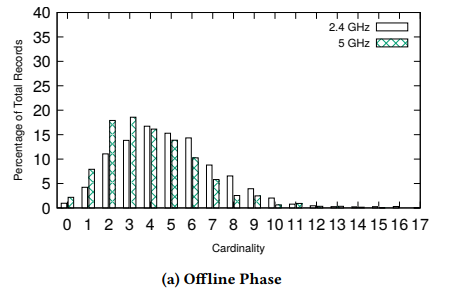 40
35
30
25
20
15
10
5
0
Percentage of Total Records
2.4 GHz
5 GHz
0 1 2 3 4 5 6 7 8 9 10 11 12 13 14 15 16 17
Cardinality
(a) Offline Phase